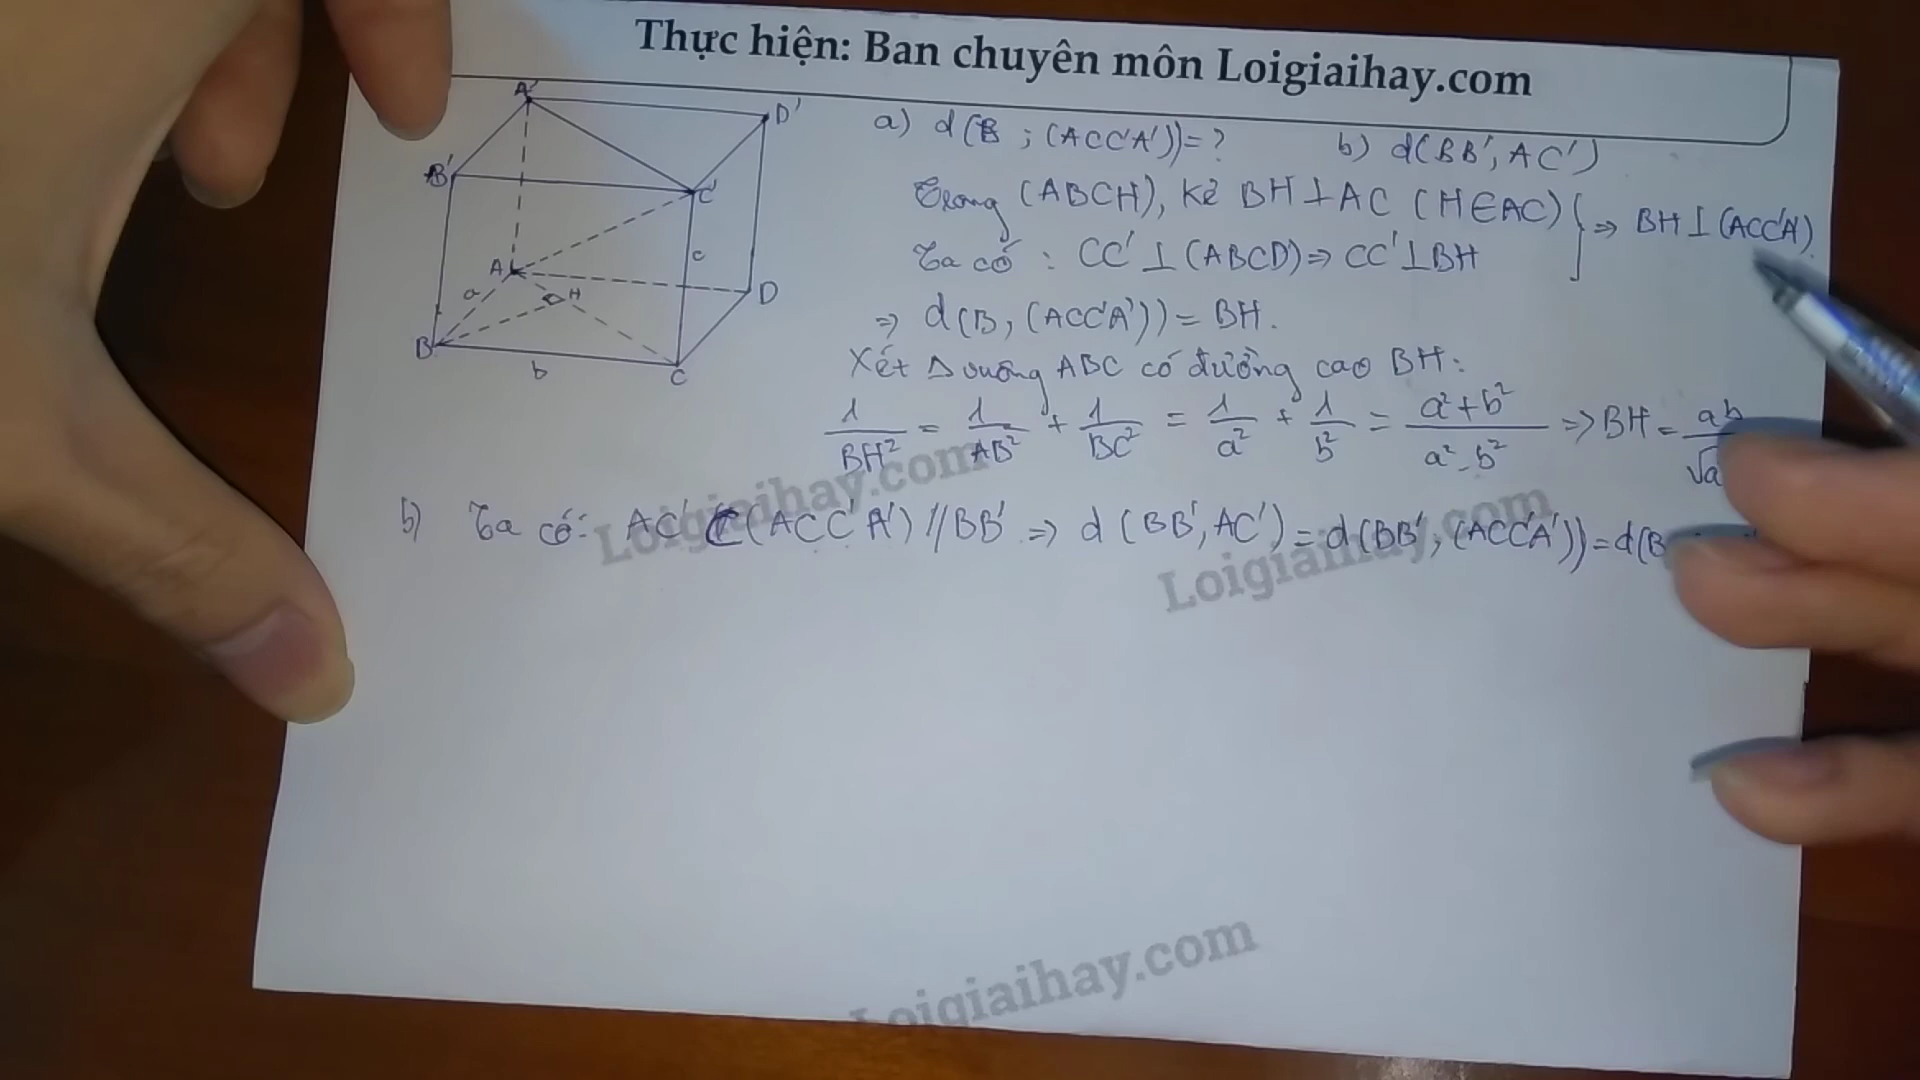 Thực hiện: Ban chuyên môn Loigiaihay.com
A'
D'
B'
C'
c
A
a
H
D
B
b
C
a) d(B ; (ACC'A')) = ?
b) d(BB', AC')
Trong (ABCH), kẻ BH ⊥ AC (H ∈ AC)
Ta có : CC' ⊥ (ABCD) => CC' ⊥ BH
} => BH ⊥ (ACC'A').
=> d(B, (ACC'A')) = BH.
Xét Δ vuông ABC có đường cao BH:
1/BH² = 1/AB² + 1/BC² = 1/a² + 1/b² = (a² + b²)/(a² . b²) => BH = ab/√a
b) Ta có: AC' ⊂ (ACC'A') // BB' => d(BB', AC') = d(BB', (ACC'A')) = d(B
Loigiaihay.com
Loigiaihay.com
Loigiaihay.com